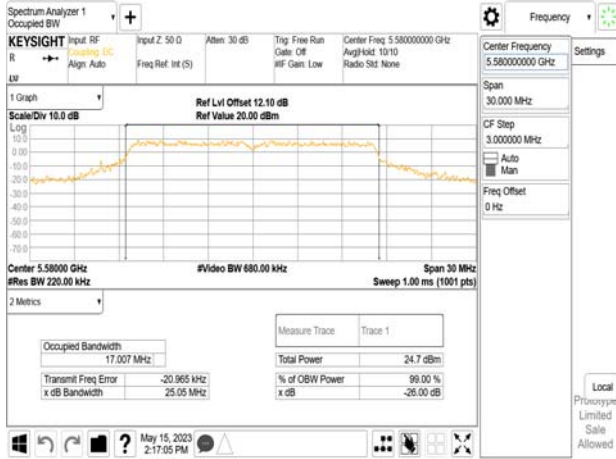 Spectrum Analyzer 1
Occupied BW
+
Frequency
KEYSIGHT
R
Input: RF
Coupling: DC
Align: Auto
Input Z: 50 Ω
Freq Ref: Int (S)
Atten: 30 dB
Trig: Free Run
Gate: Off
#IF Gain: Low
Center Freq: 5.580000000 GHz
Avg|Hold: 10/10
Radio Std: None
LU
Center Frequency
5.580000000 GHz
Settings
Span
30.000 MHz
CF Step
3.000000 MHz
Auto
Man
Freq Offset
0 Hz
1 Graph
Ref Lvl Offset 12.10 dB
Scale/Div 10.0 dB
Ref Value 20.00 dBm
Log
10.0
0.00
-10.0
-20.0
-30.0
-40.0
-50.0
-60.0
-70.0
Center 5.58000 GHz
#Video BW 680.00 kHz
Span 30 MHz
#Res BW 220.00 kHz
Sweep 1.00 ms (1001 pts)
2 Metrics
Measure Trace
Trace 1
Occupied Bandwidth
17.007 MHz
Total Power
24.7 dBm
Transmit Freq Error
-20.965 kHz
% of OBW Power
99.00 %
x dB Bandwidth
25.05 MHz
x dB
-26.00 dB
Local
Prototype
Limited
Sale
Allowed
?
May 15, 2023
2:17:05 PM